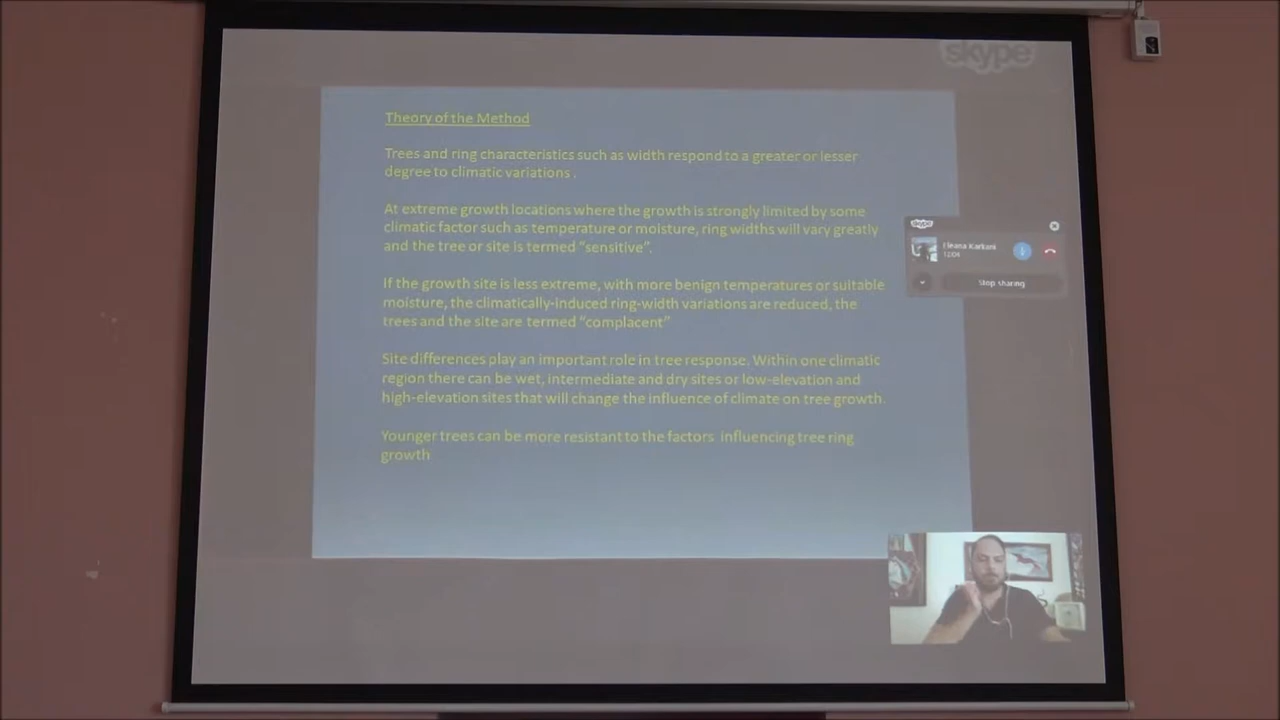 skype
Theory of the Method
Trees and ring characteristics such as width respond to a greater or lesser
degree to climatic variations .
At extreme growth locations where the growth is strongly limited by some
climatic factor such as temperature or moisture, ring widths will vary greatly
and the tree or site is termed “sensitive”.
If the growth site is less extreme, with more benign temperatures or suitable
moisture, the climatically-induced ring-width variations are reduced, the
trees and the site are termed “complacent”
Site differences play an important role in tree response. Within one climatic
region there can be wet, intermediate and dry sites or low-elevation and
high-elevation sites that will change the influence of climate on tree growth.
Younger trees can be more resistant to the factors influencing tree ring
growth
skype
Stop sharing